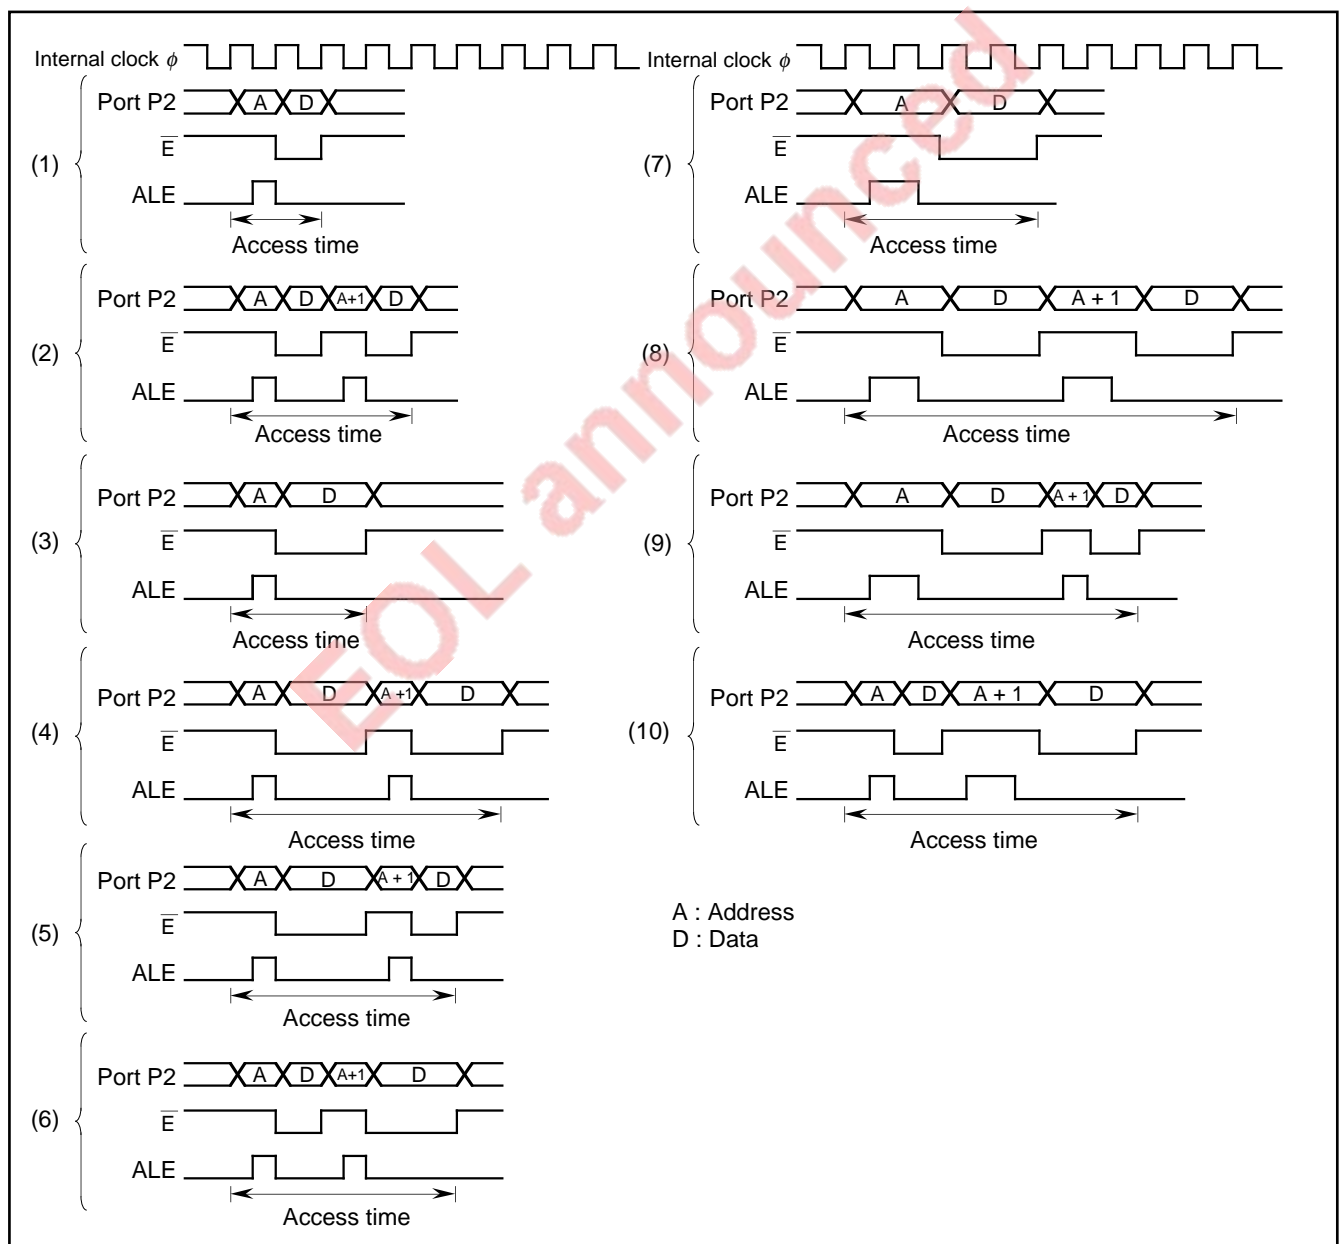 Internal clock ϕ
(1)
Port P2 A D
E
ALE
Access time
(2)
Port P2 A D A+1 D
E
ALE
Access time
(3)
Port P2 A D
E
ALE
Access time
(4)
Port P2 A D A +1 D
E
ALE
Access time
(5)
Port P2 A D A + 1 D
E
ALE
Access time
(6)
Port P2 A D A+1 D
E
ALE
Access time
Internal clock ϕ
(7)
Port P2 A D
E
ALE
Access time
(8)
Port P2 A D A + 1 D
E
ALE
Access time
(9)
Port P2 A D A + 1 D
E
ALE
Access time
(10)
Port P2 A D A + 1 D
E
ALE
Access time
A : Address
D : Data
EOL announced